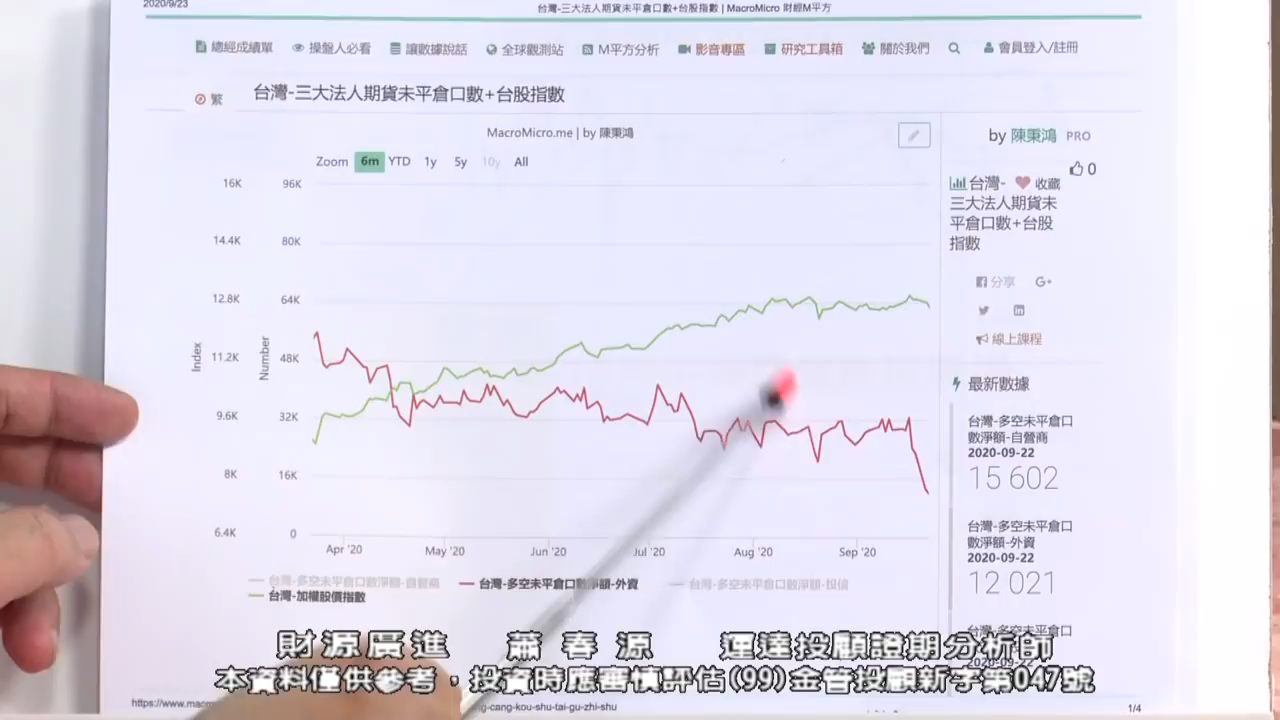 2020/9/23
台灣-三大法人期貨未平倉口數+台股指數 | MacroMicro 財經M平方
總經成績單 操盤人必看 讓數據說話 全球觀測站 M平方分析 影音專區 研究工具箱 關於我們 會員登入/註冊
繁
台灣-三大法人期貨未平倉口數+台股指數
MacroMicro.me | by 陳秉鴻
Zoom 6m YTD 1y 5y 10y All
16K 96K
14.4K 80K
12.8K 64K
11.2K 48K
9.6K 32K
8K 16K
6.4K 0
Index
Number
Apr '20 May '20 Jun '20 Jul '20 Aug '20 Sep '20
台灣-多空未平倉口數淨額-自營商 台灣-多空未平倉口數淨額-外資 台灣-多空未平倉口數淨額-投信
台灣-加權股價指數
by 陳秉鴻 PRO
0
台灣- 收藏
三大法人期貨未
平倉口數+台股
指數
分享 G+
線上課程
最新數據
台灣-多空未平倉口
數淨額-自營商
2020-09-22
15 602
台灣-多空未平倉口
數淨額-外資
2020-09-22
12 021
財源廣進 蕭春源 運達投顧證期分析師
本資料僅供參考，投資時應審慎評估(99)金管投顧新字第047號
1/4